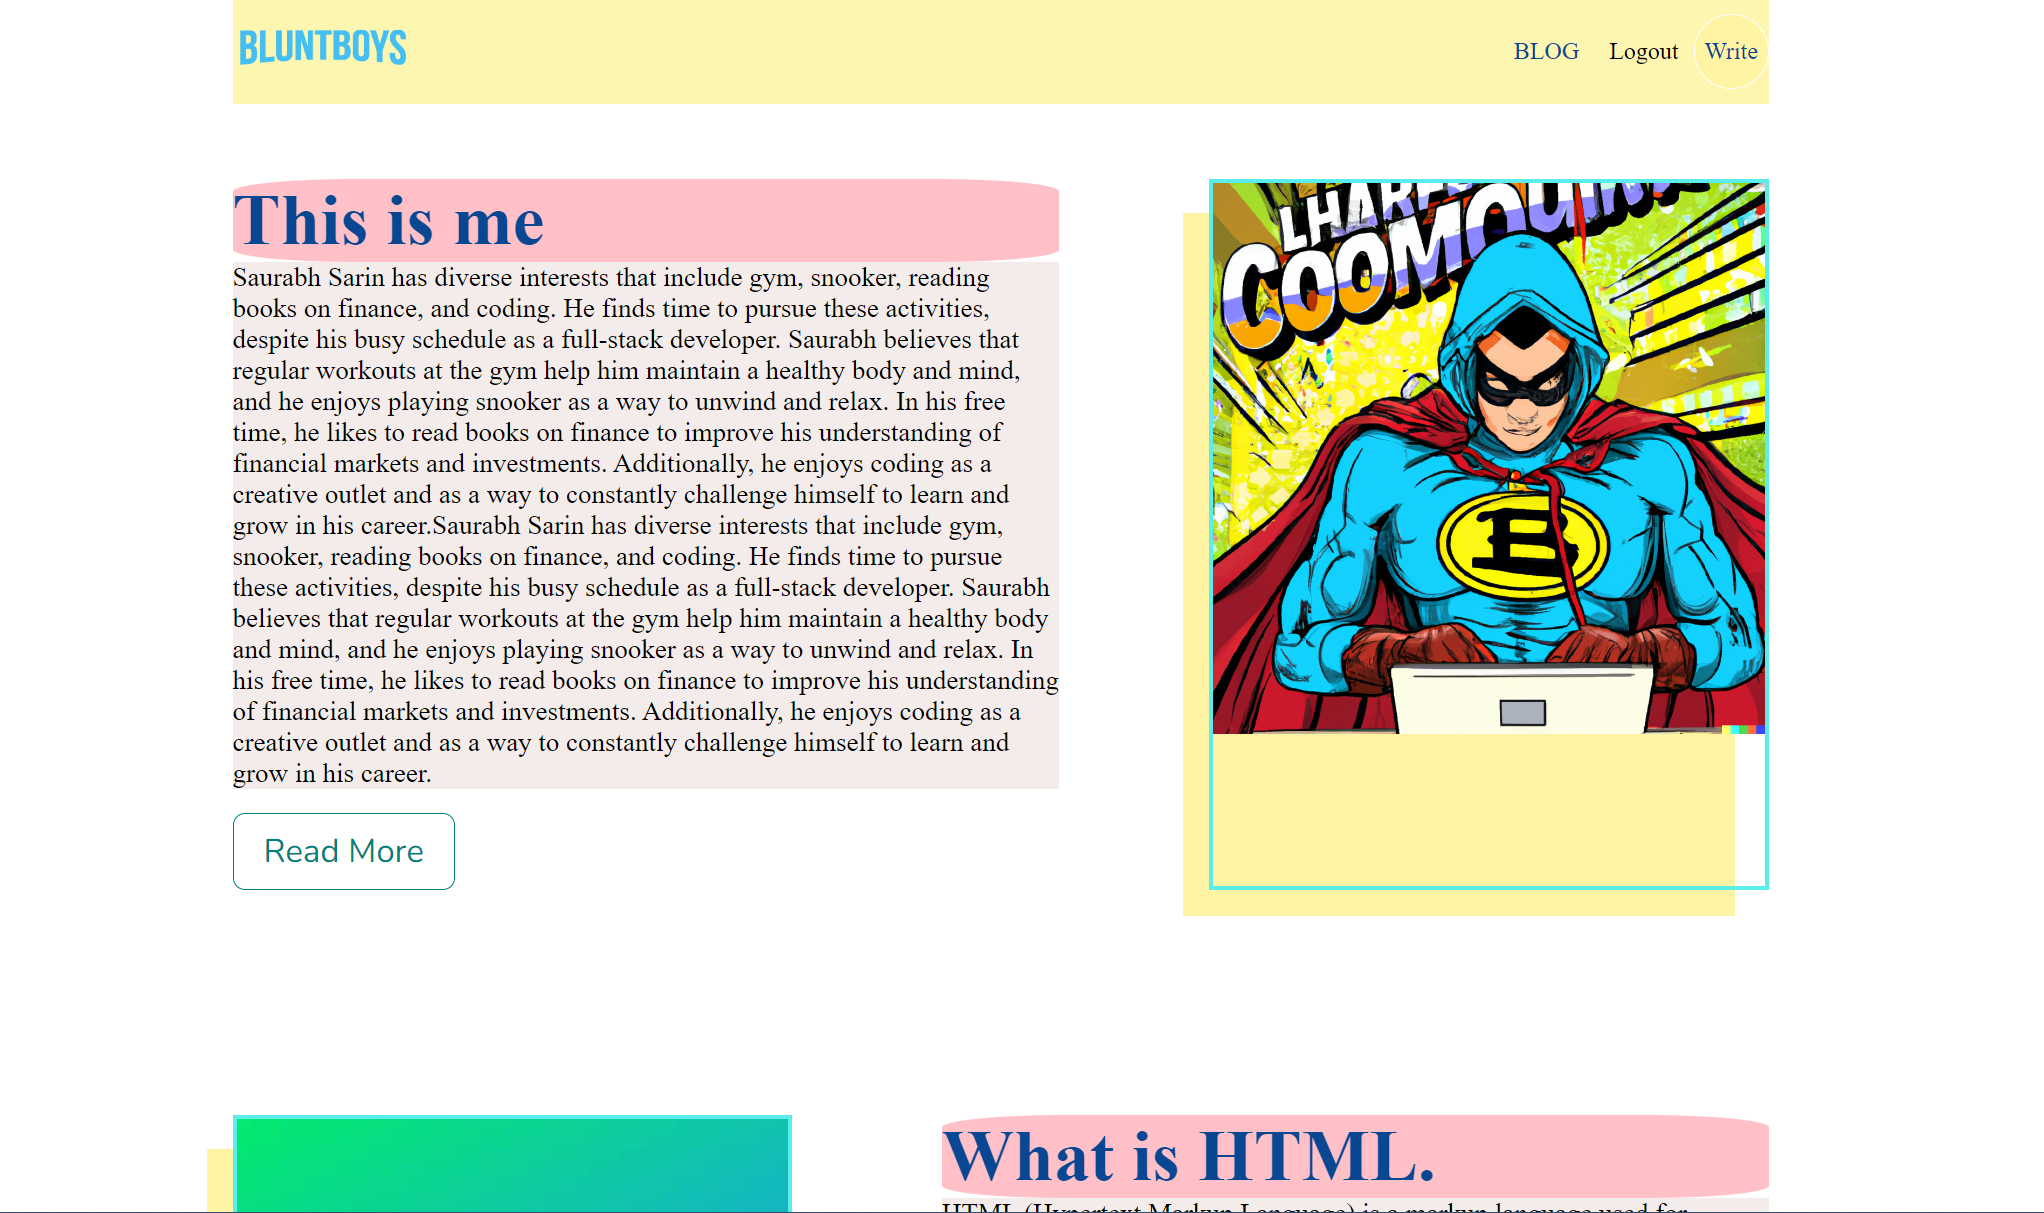 BLUNTBOYS
BLOG Logout Write
This is me
Saurabh Sarin has diverse interests that include gym, snooker, reading
books on finance, and coding. He finds time to pursue these activities,
despite his busy schedule as a full-stack developer. Saurabh believes that
regular workouts at the gym help him maintain a healthy body and mind,
and he enjoys playing snooker as a way to unwind and relax. In his free
time, he likes to read books on finance to improve his understanding of
financial markets and investments. Additionally, he enjoys coding as a
creative outlet and as a way to constantly challenge himself to learn and
grow in his career.Saurabh Sarin has diverse interests that include gym,
snooker, reading books on finance, and coding. He finds time to pursue
these activities, despite his busy schedule as a full-stack developer. Saurabh
believes that regular workouts at the gym help him maintain a healthy body
and mind, and he enjoys playing snooker as a way to unwind and relax. In
his free time, he likes to read books on finance to improve his understanding
of financial markets and investments. Additionally, he enjoys coding as a
creative outlet and as a way to constantly challenge himself to learn and
grow in his career.
Read More
B
What is HTML.
HTML (Hypertext Markup Language) is a markup language used for